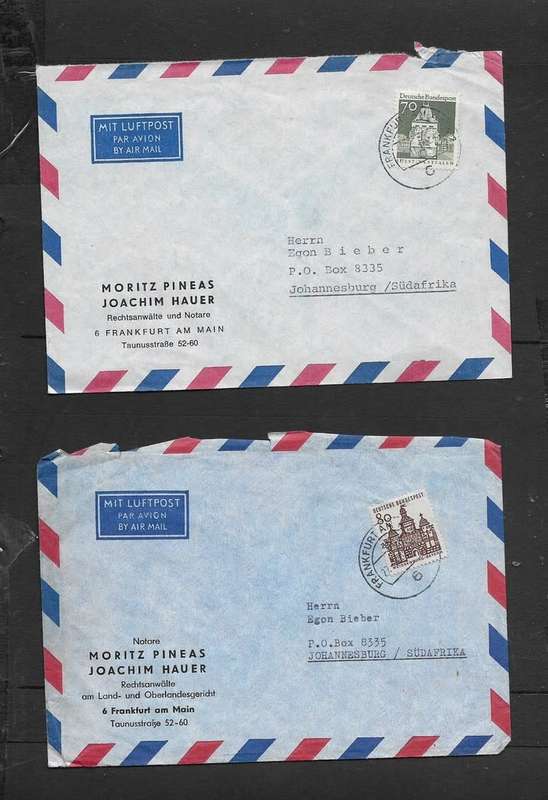 MIT LUFTPOST
PAR AVION
BY AIR MAIL
Deutsche Bundespost
70
FRANKFU
6
Herrn
Egon Bieber
P.O. Box 8335
Johannesburg /Südafrika
MORITZ PINEAS
JOACHIM HAUER
Rechtsanwälte und Notare
6 FRANKFURT AM MAIN
Taunusstraße 52-60
MIT LUFTPOST
PAR AVION
BY AIR MAIL
DEUTSCHE BUNDESPOST
80
FRANKFURT
6
Herrn
Egon Bieber
P.O.Box 8335
JOHANNESBURG / SÜDAFRIKA
Notare
MORITZ PINEAS
JOACHIM HAUER
Rechtsanwälte
am Land- und Oberlandesgericht
6 Frankfurt am Main
Taunusstraße 52-60